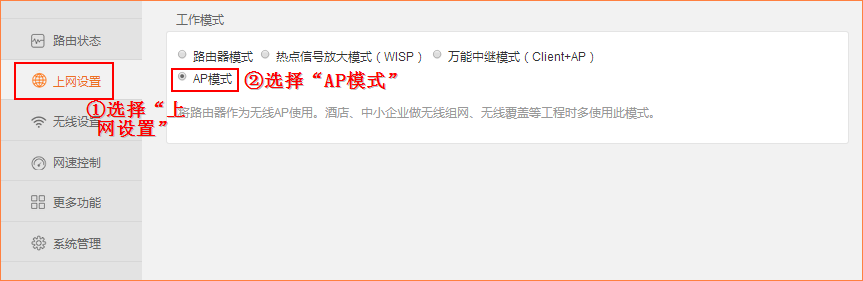 工作模式
路由状态
路由器模式 热点信号放大模式（WISP） 万能中继模式（Client+AP）
上网设置
AP模式 ②选择“AP模式”
①选择“上
网设置”
将路由器作为无线AP使用。酒店、中小企业做无线组网、无线覆盖等工程时多使用此模式。
无线设置
网速控制
更多功能
系统管理